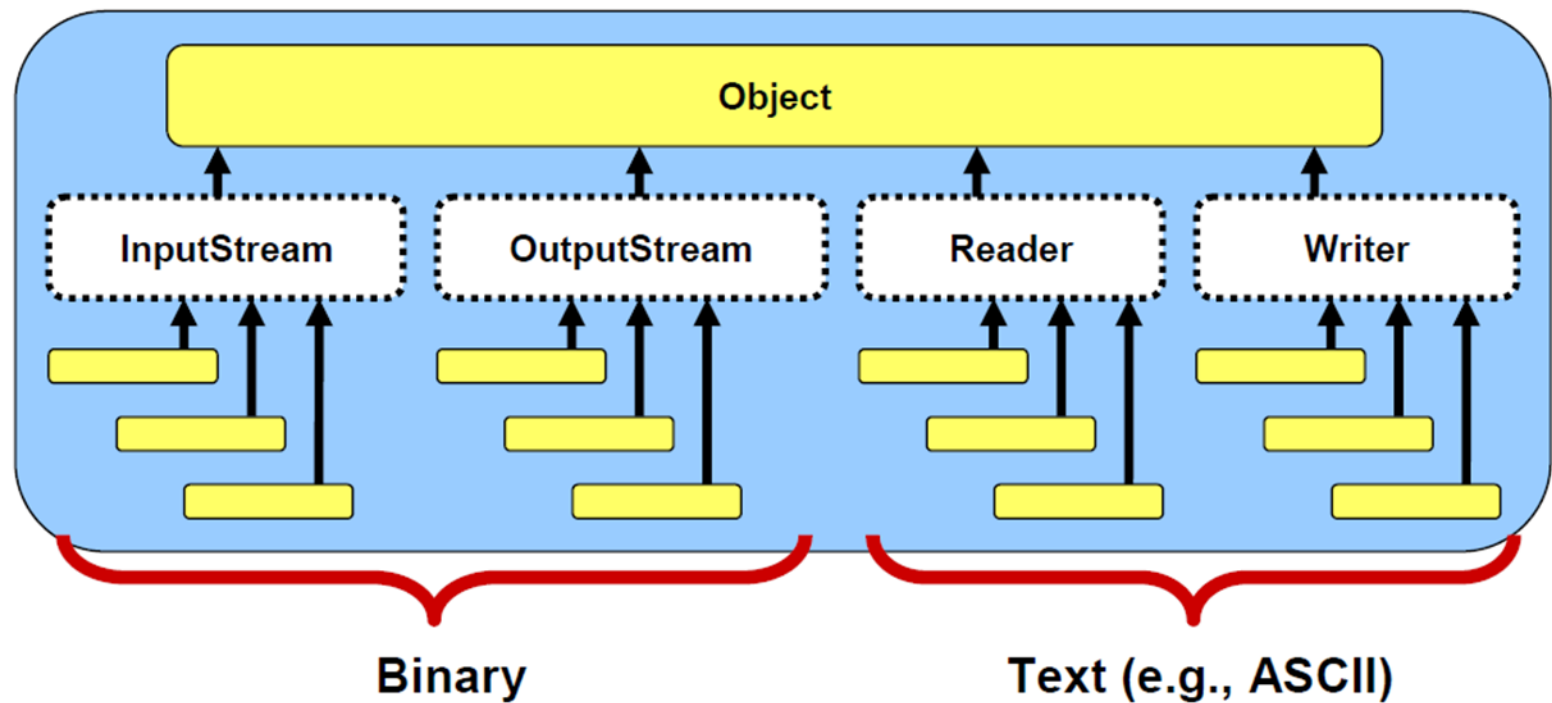 Object
InputStream
OutputStream
Reader
Writer
Binary
Text (e.g., ASCII)